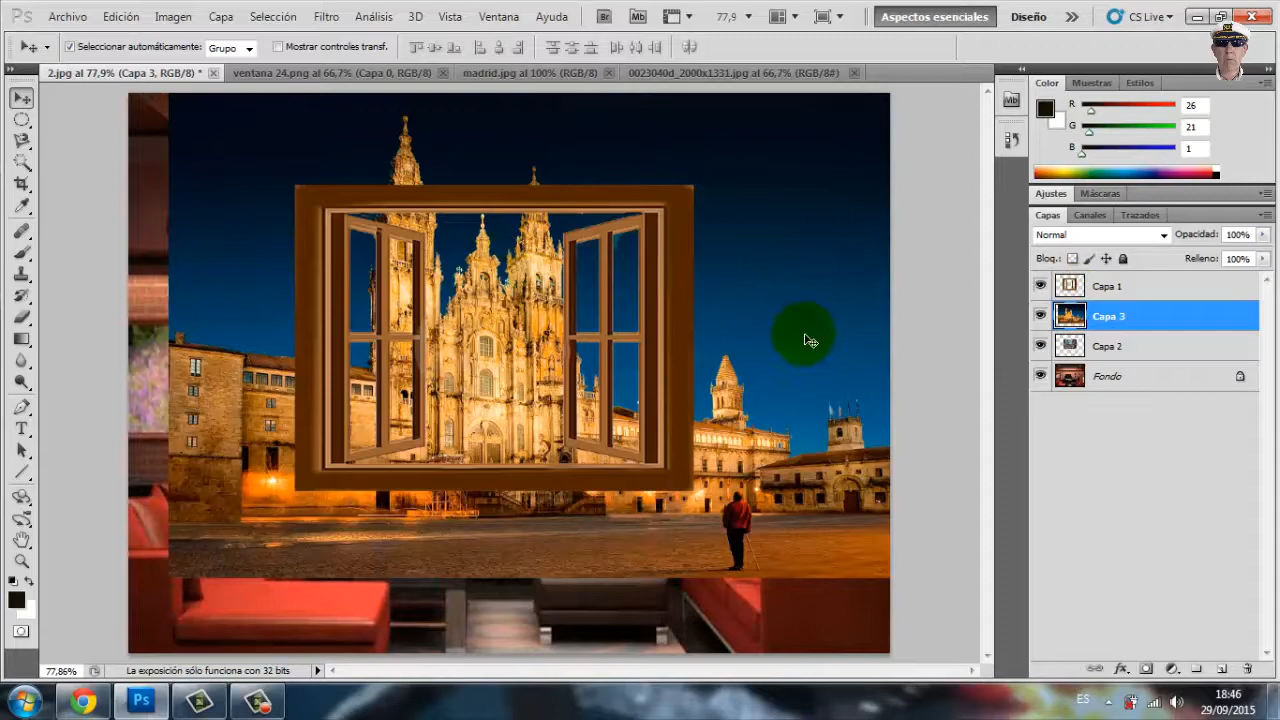 Ps Archivo Edición Imagen Capa Selección Filtro Análisis 3D Vista Ventana Ayuda Br Mb 77,9 Aspectos esenciales Diseño CS Live
Seleccionar automáticamente: Grupo Mostrar controles transf.
2.jpg al 77,9% (Capa 3, RGB/8) * ventana 24.png al 66,7% (Capa 0, RGB/8) madrid.jpg al 100% (RGB/8) 0023040d_2000x1331.jpg al 66,7% (RGB/8#)
Mb
Color Muestras Estilos
R 26
G 21
B 1
Ajustes Máscaras
Capas Canales Trazados
Normal Opacidad: 100%
Bloq.: Relleno: 100%
Capa 1
Capa 3
Capa 2
Fondo
77,86% La exposición sólo funciona con 32 bits
Ps ES 18:46
29/09/2015